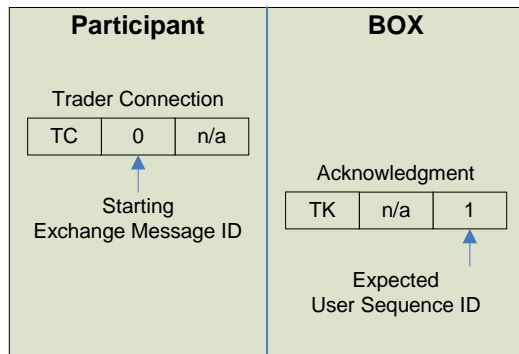 Participant
BOX
Trader Connection
TC 0 n/a
Starting
Exchange Message ID
Acknowledgment
TK n/a 1
Expected
User Sequence ID